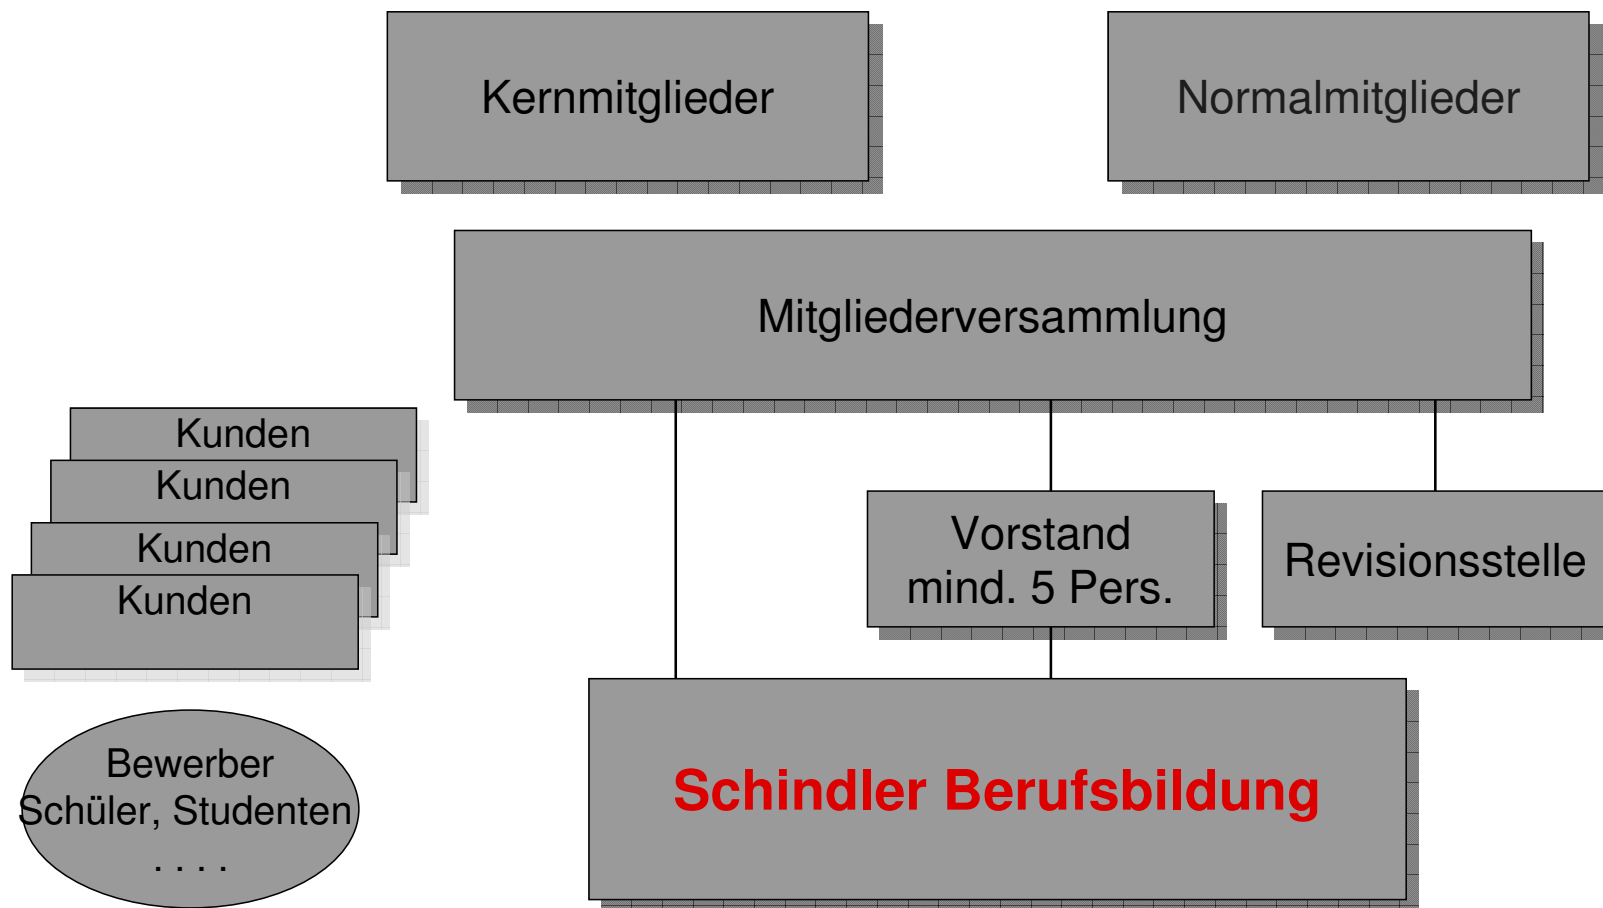 Kernmitglieder
Normalmitglieder
Mitgliederversammlung
Kunden
Kunden
Kunden
Kunden
Vorstand
mind. 5 Pers.
Revisionsstelle
Bewerber
Schüler, Studenten
. . . .
Schindler Berufsbildung